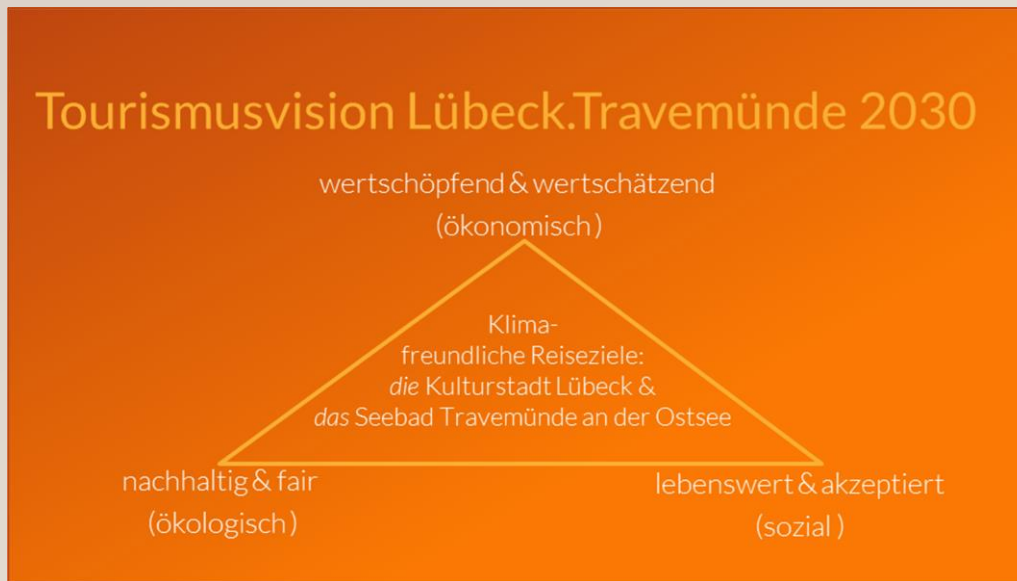 Tourismusvision Lübeck.Travemünde 2030
wertschöpfend & wertschätzend
(ökonomisch)
Klima-
freundliche Reiseziele:
die Kulturstadt Lübeck &
das Seebad Travemünde an der Ostsee
nachhaltig & fair
(ökologisch)
lebenswert & akzeptiert
(sozial )